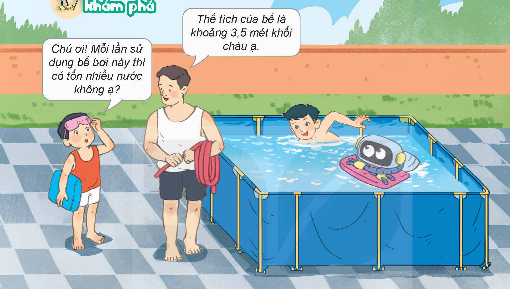 khám phá
Chú ơi! Mỗi lần sử
dụng bể bơi này thì
có tốn nhiều nước
không ạ?
Thể tích của bể là
khoảng 3,5 mét khối
cháu ạ.